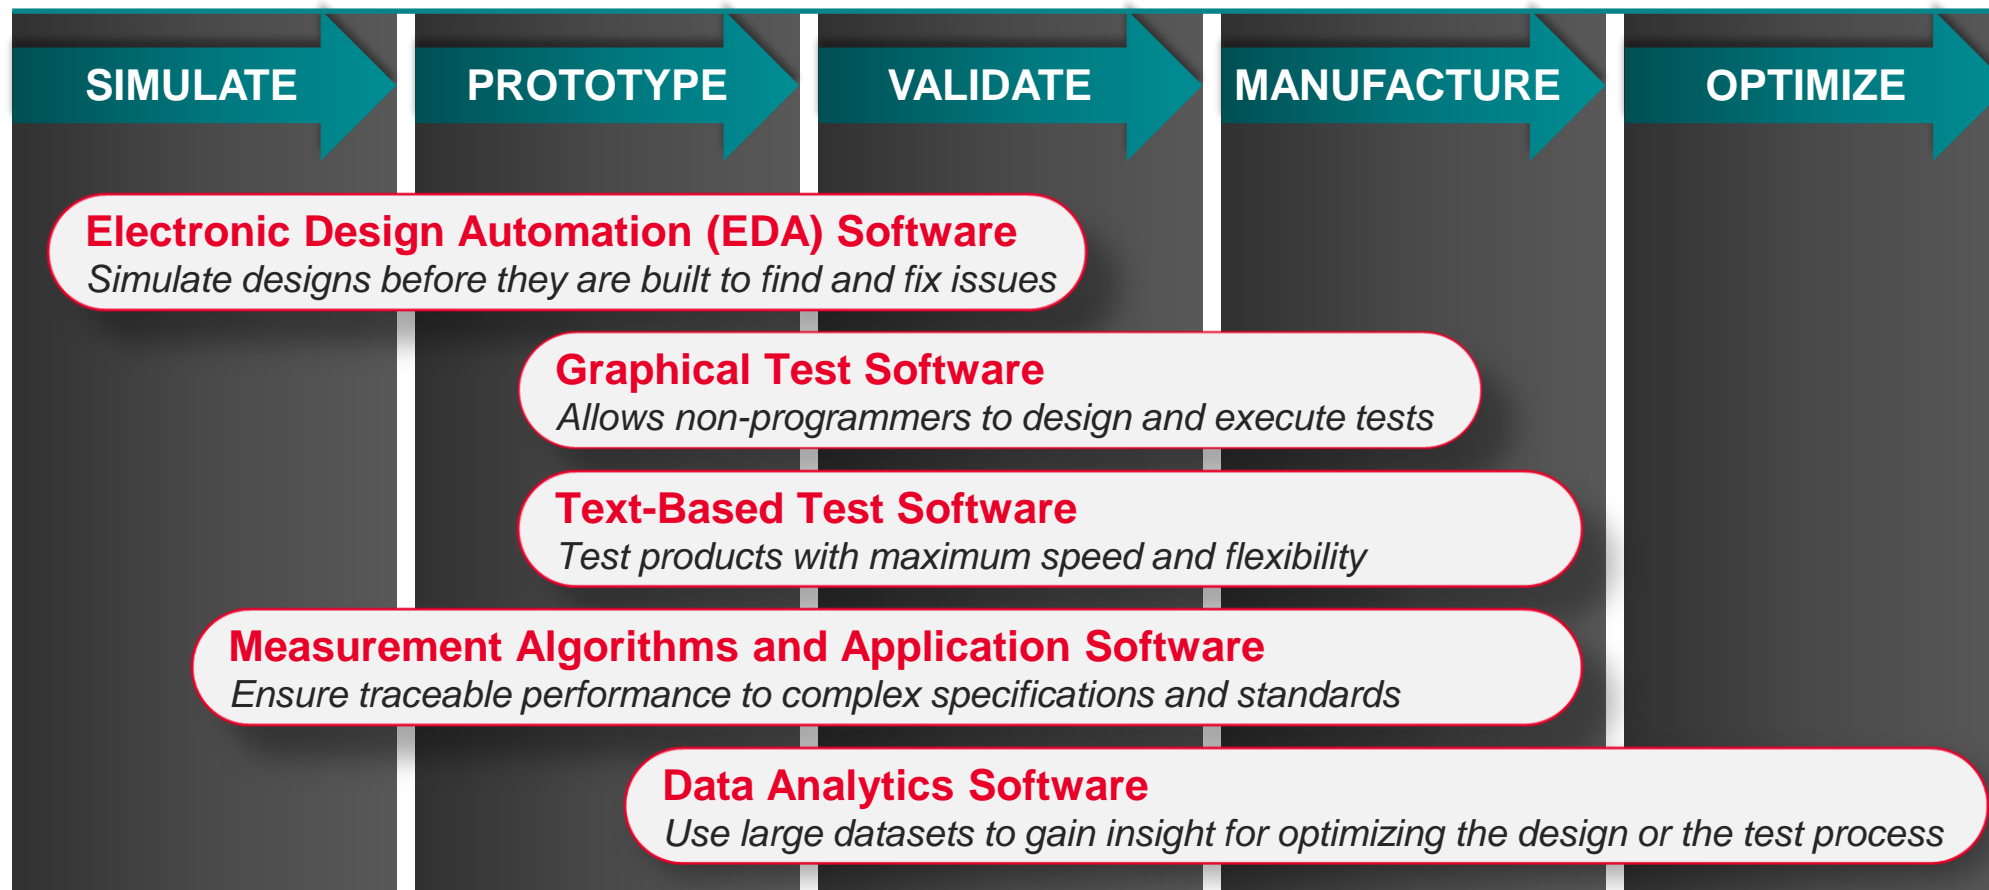 SIMULATE
PROTOTYPE
VALIDATE
MANUFACTURE
OPTIMIZE
Electronic Design Automation (EDA) Software
Simulate designs before they are built to find and fix issues
Graphical Test Software
Allows non-programmers to design and execute tests
Text-Based Test Software
Test products with maximum speed and flexibility
Measurement Algorithms and Application Software
Ensure traceable performance to complex specifications and standards
Data Analytics Software
Use large datasets to gain insight for optimizing the design or the test process